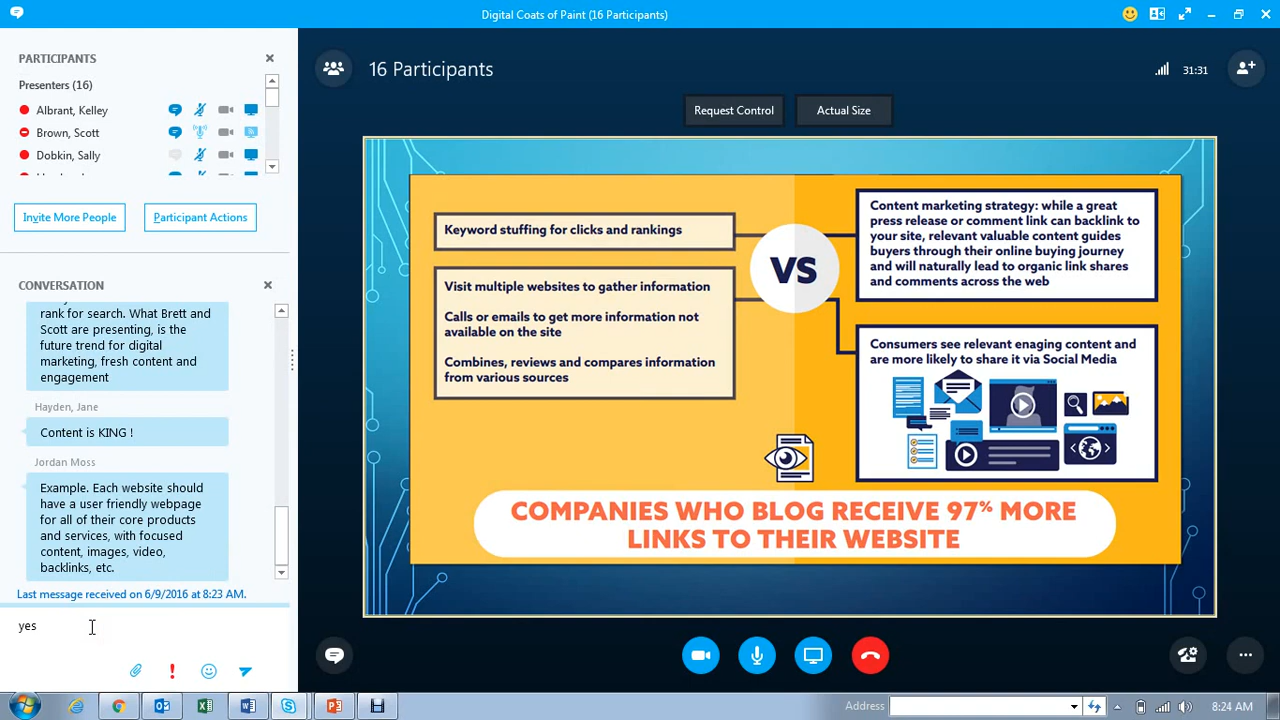 Digital Coats of Paint (16 Participants)
PARTICIPANTS
Presenters (16)
Albrant, Kelley
Brown, Scott
Dobkin, Sally
Invite More People
Participant Actions
CONVERSATION
rank for search. What Brett and
Scott are presenting, is the
future trend for digital
marketing, fresh content and
engagement
Hayden, Jane
Content is KING !
Jordan Moss
Example. Each website should
have a user friendly webpage
for all of their core products
and services, with focused
content, images, video,
backlinks, etc.
Last message received on 6/9/2016 at 8:23 AM.
yes
16 Participants
31:31
Request Control
Actual Size
Keyword stuffing for clicks and rankings
Visit multiple websites to gather information
Calls or emails to get more information not
available on the site
Combines, reviews and compares information
from various sources
VS
Content marketing strategy: while a great
press release or comment link can backlink to
your site, relevant valuable content guides
buyers through their online buying journey
and will naturally lead to organic link shares
and comments across the web
Consumers see relevant enaging content and
are more likely to share it via Social Media
COMPANIES WHO BLOG RECEIVE 97% MORE
LINKS TO THEIR WEBSITE
Address
8:24 AM